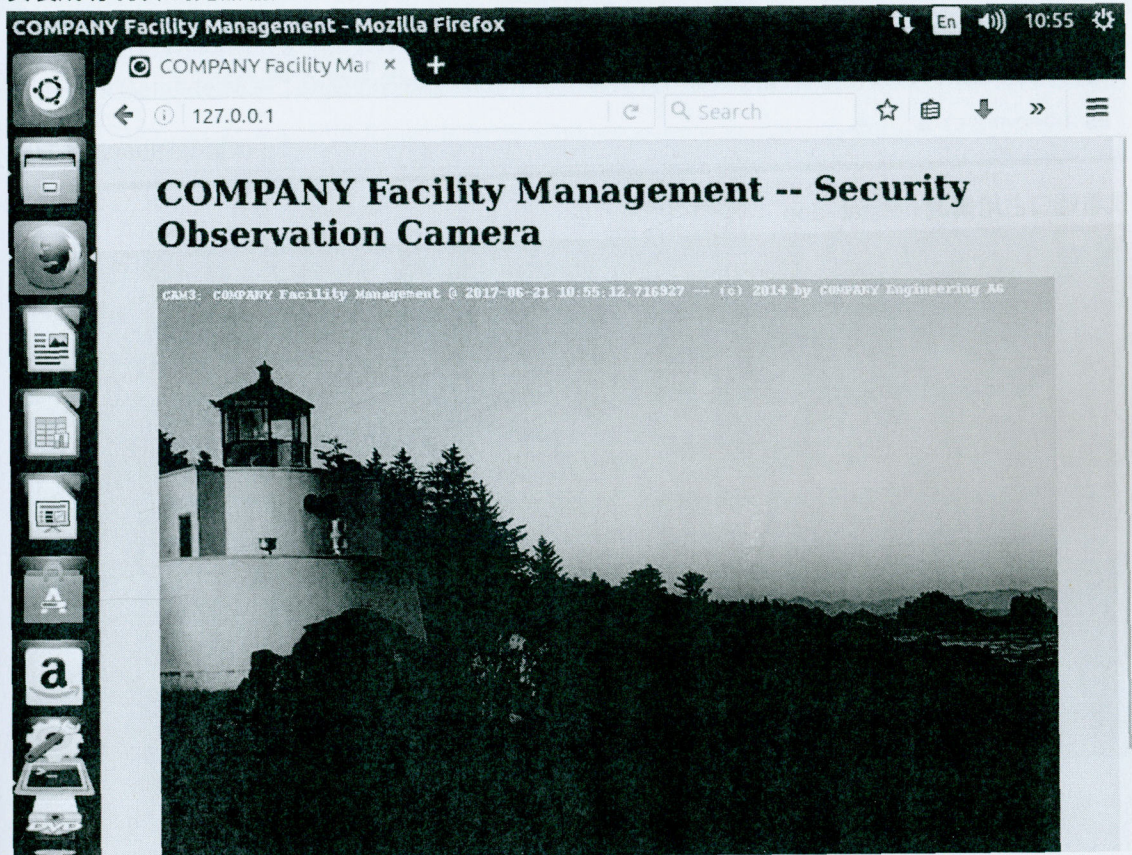 COMPANY Facility Management - Mozilla Firefox
En 10:55
COMPANY Facility Ma
127.0.0.1
Search
COMPANY Facility Management -- Security
Observation Camera
CAM3: COMPANY Facility Management @ 2017-06-21 10:55:12.716927 -- (c) 2014 by COMPANY Engineering AG